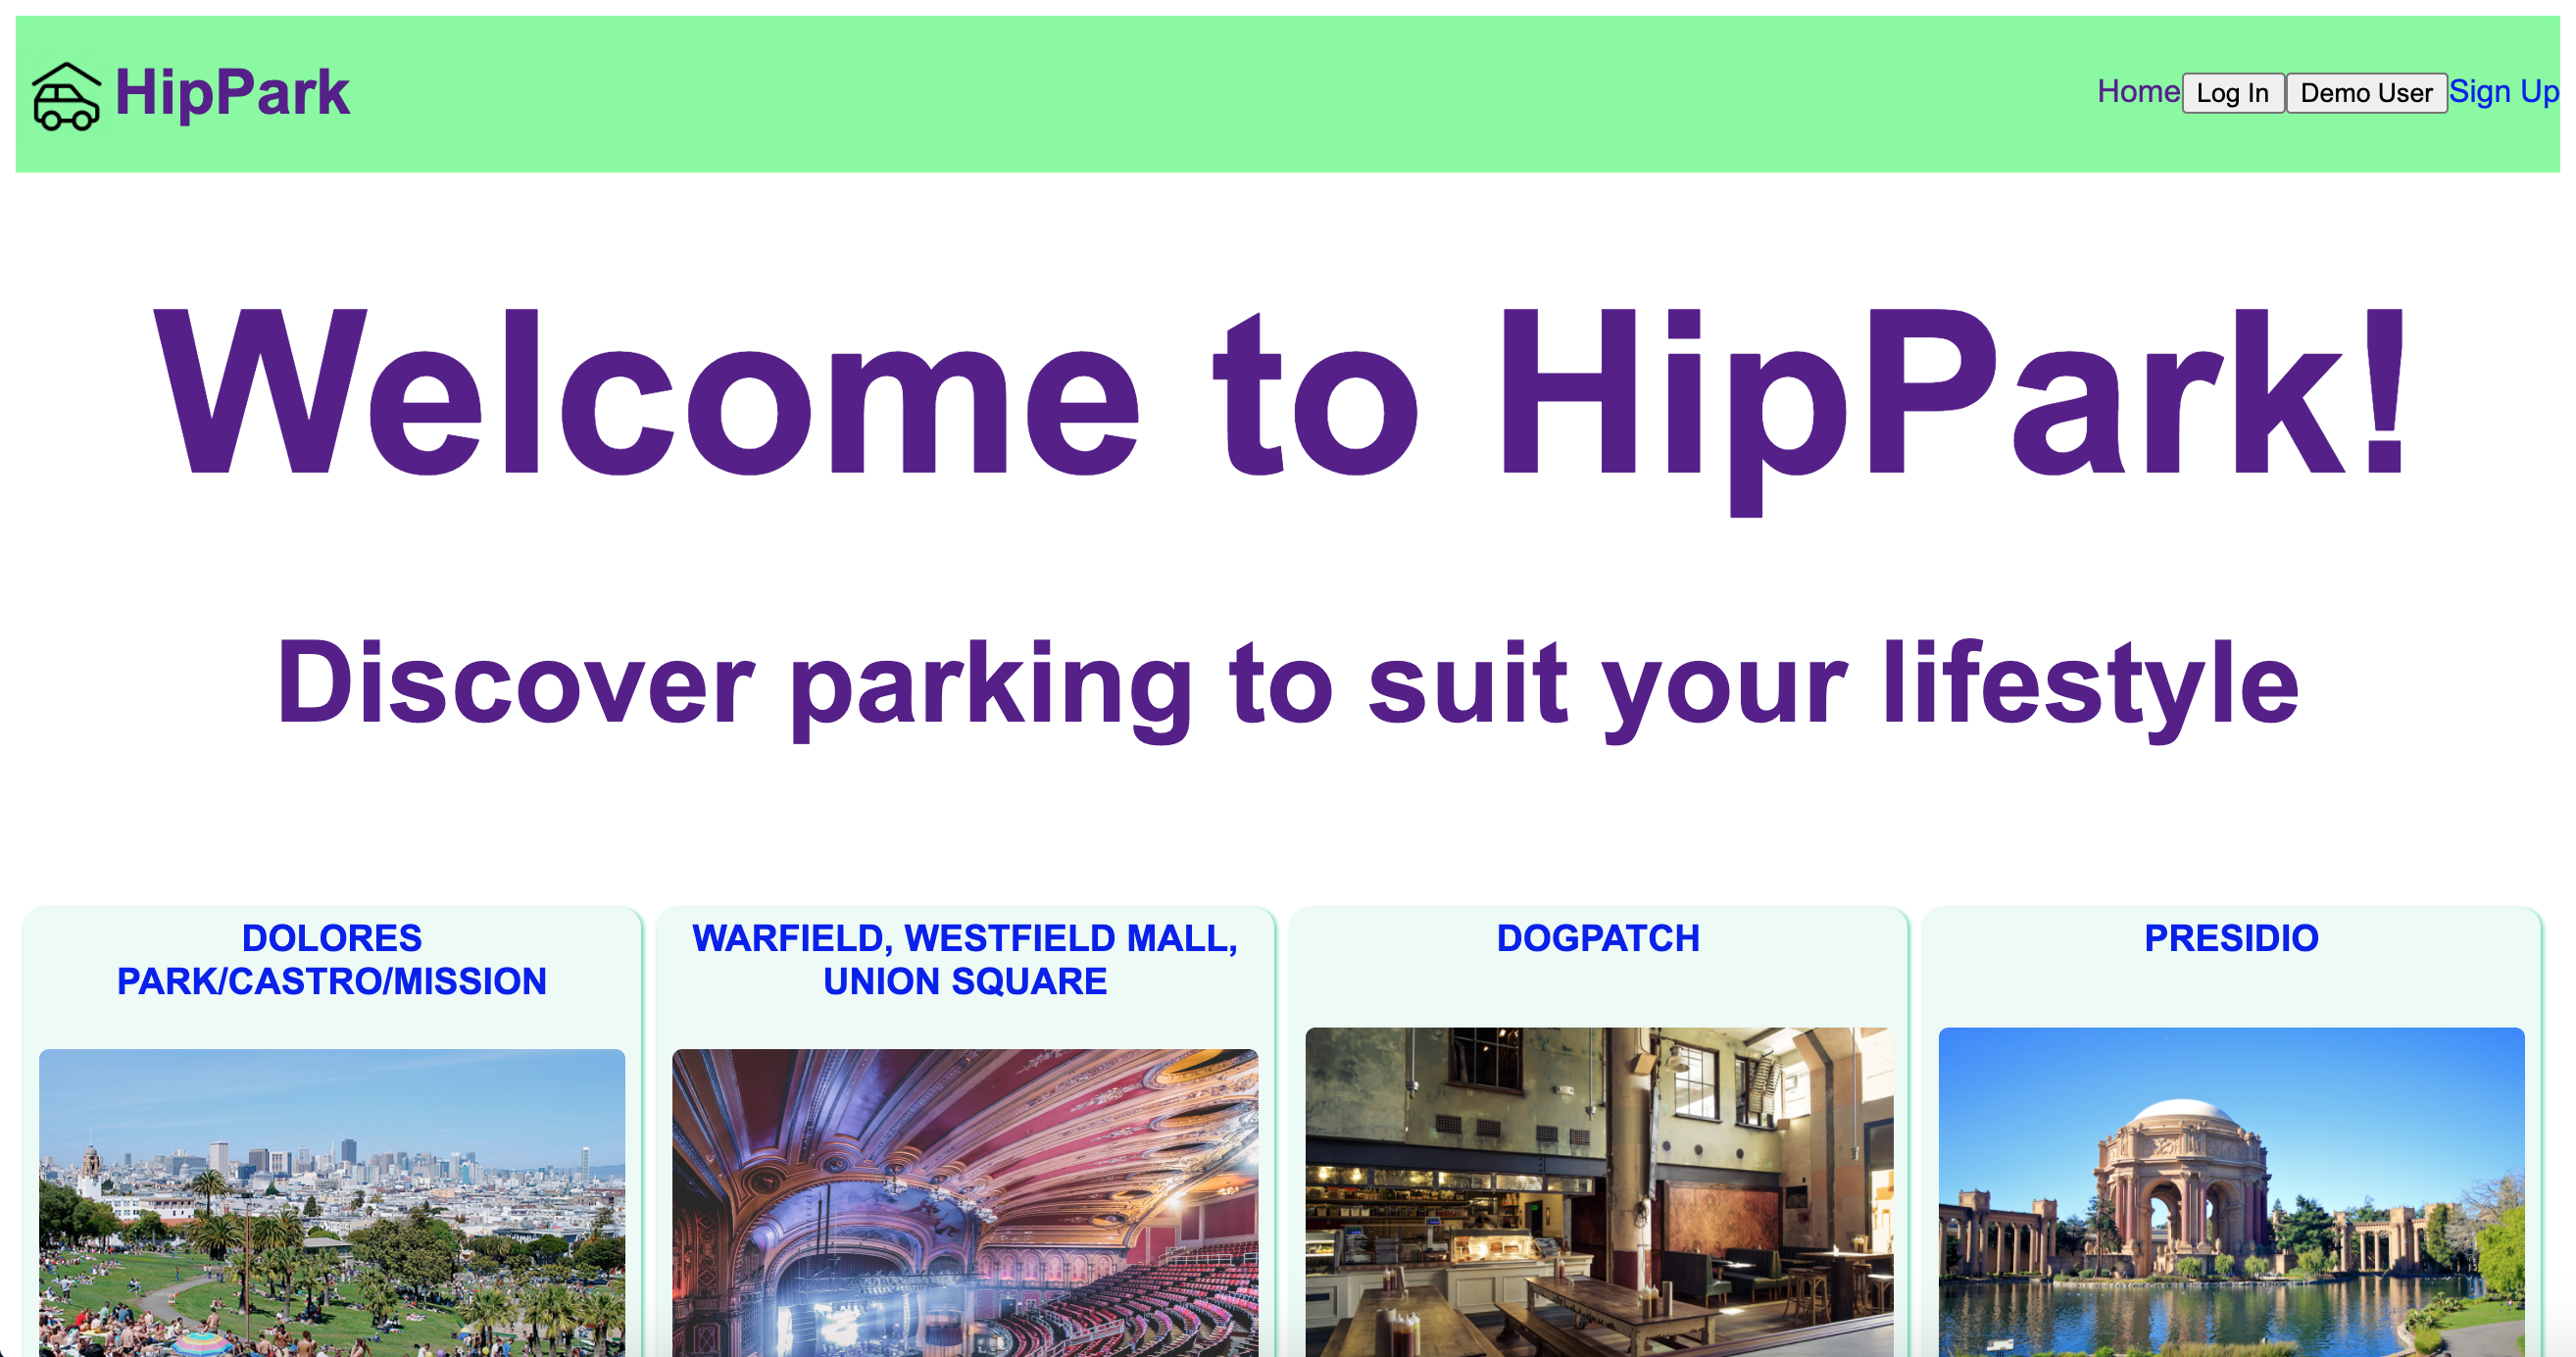 HipPark
Home Log In Demo User Sign Up
Welcome to HipPark!
Discover parking to suit your lifestyle
DOLORES
PARK/CASTRO/MISSION
WARFIELD, WESTFIELD MALL,
UNION SQUARE
DOGPATCH
PRESIDIO